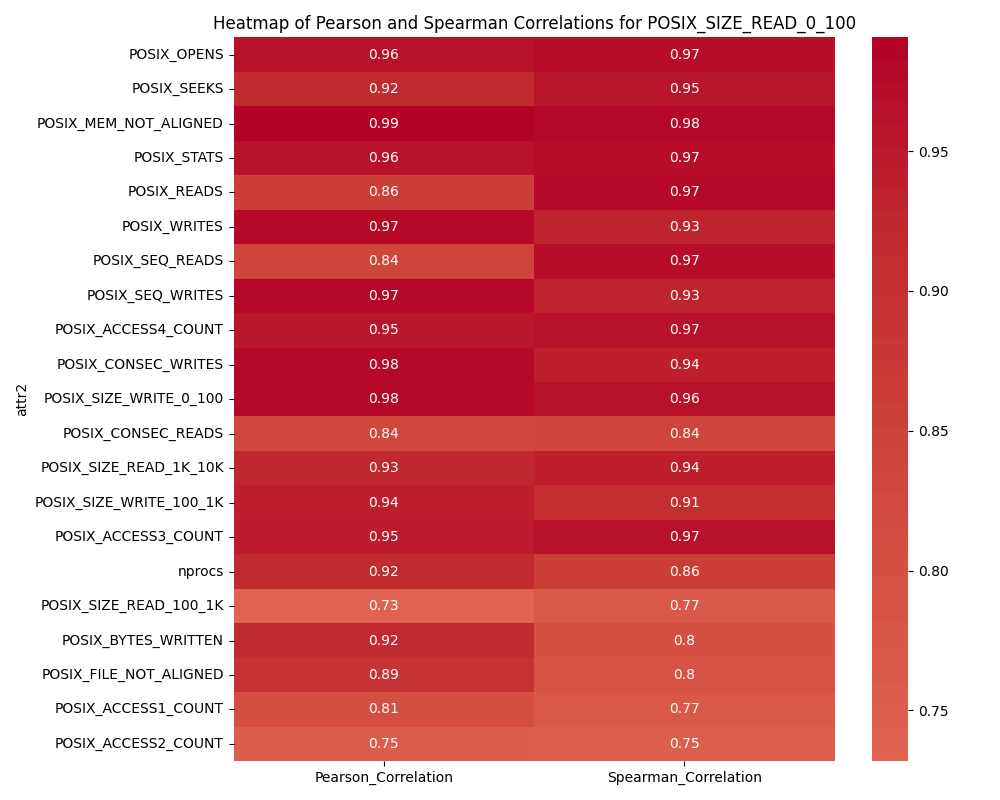 Heatmap of Pearson and Spearman Correlations for POSIX_SIZE_READ_0_100
attr2
POSIX_OPENS 0.96 0.97
POSIX_SEEKS 0.92 0.95
POSIX_MEM_NOT_ALIGNED 0.99 0.98
POSIX_STATS 0.96 0.97
POSIX_READS 0.86 0.97
POSIX_WRITES 0.97 0.93
POSIX_SEQ_READS 0.84 0.97
POSIX_SEQ_WRITES 0.97 0.93
POSIX_ACCESS4_COUNT 0.95 0.97
POSIX_CONSEC_WRITES 0.98 0.94
POSIX_SIZE_WRITE_0_100 0.98 0.96
POSIX_CONSEC_READS 0.84 0.84
POSIX_SIZE_READ_1K_10K 0.93 0.94
POSIX_SIZE_WRITE_100_1K 0.94 0.91
POSIX_ACCESS3_COUNT 0.95 0.97
nprocs 0.92 0.86
POSIX_SIZE_READ_100_1K 0.73 0.77
POSIX_BYTES_WRITTEN 0.92 0.8
POSIX_FILE_NOT_ALIGNED 0.89 0.8
POSIX_ACCESS1_COUNT 0.81 0.77
POSIX_ACCESS2_COUNT 0.75 0.75
Pearson_Correlation Spearman_Correlation
0.95
0.90
0.85
0.80
0.75